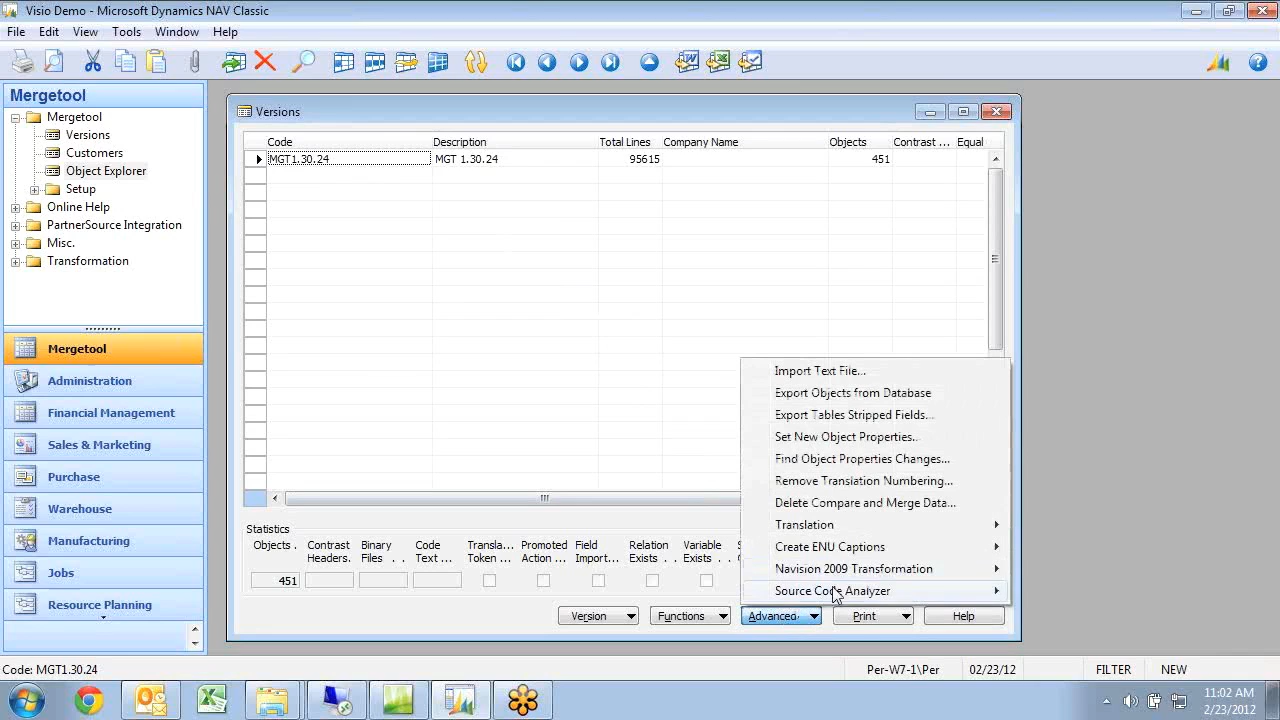 Visio Demo - Microsoft Dynamics NAV Classic
File Edit View Tools Window Help
Mergetool
Mergetool
Versions
Customers
Object Explorer
Setup
Online Help
PartnerSource Integration
Misc.
Transformation
Mergetool
Administration
Financial Management
Sales & Marketing
Purchase
Warehouse
Manufacturing
Jobs
Resource Planning
Versions
Code Description Total Lines Company Name Objects Contrast ... Equal
MGT1.30.24 MGT 1.30.24 95615 451
Import Text File...
Export Objects from Database
Export Tables Stripped Fields...
Set New Object Properties...
Find Object Properties Changes...
Remove Translation Numbering...
Delete Compare and Merge Data...
Translation
Create ENU Captions
Navision 2009 Transformation
Source Code Analyzer
Statistics
Objects . Contrast Binary Code Transla... Promoted Field Relation Variable
Headers. Files . . Text ... Token ... Action ... Import... Exists . . Exists . .
451
Version Functions Advanced Print Help
Code: MGT1.30.24 Per-W7-1\Per 02/23/12 FILTER NEW
11:02 AM
2/23/2012